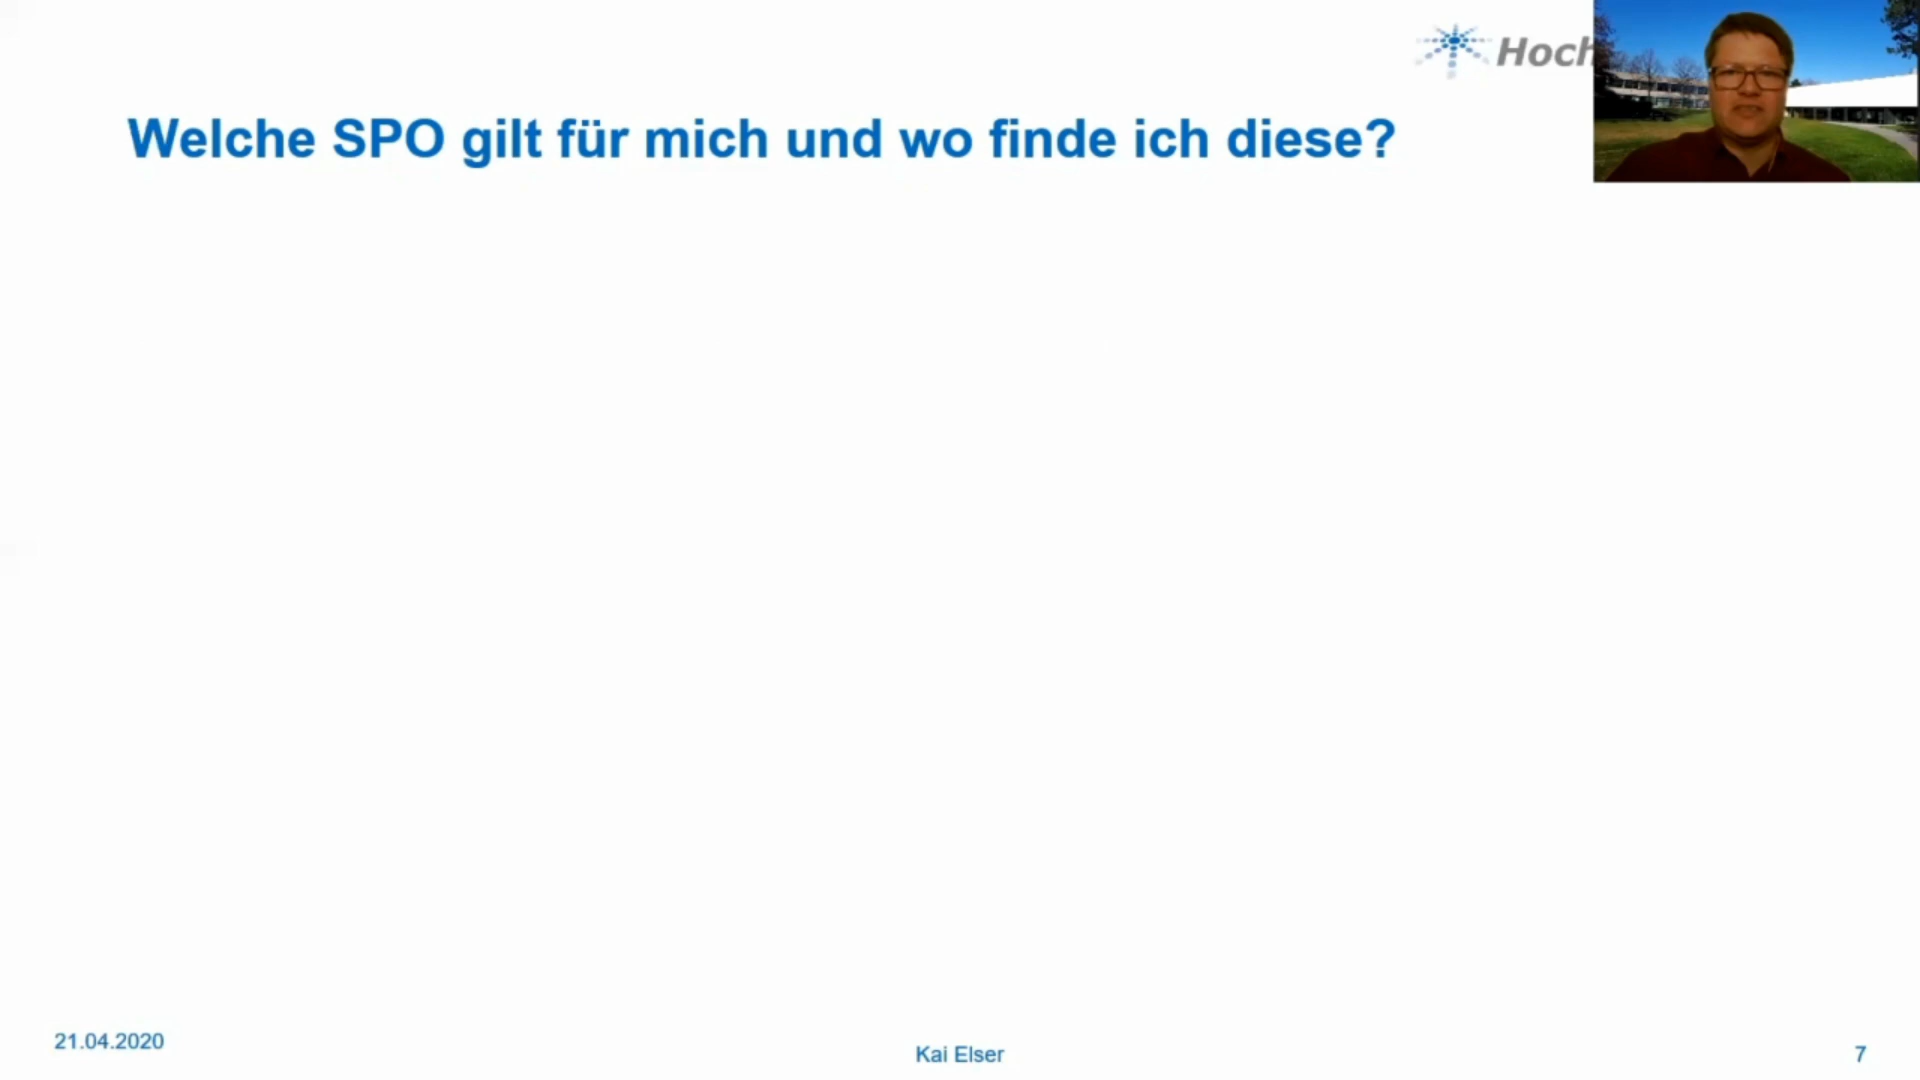 Hoch
Welche SPO gilt für mich und wo finde ich diese?
21.04.2020
Kai Elser
7